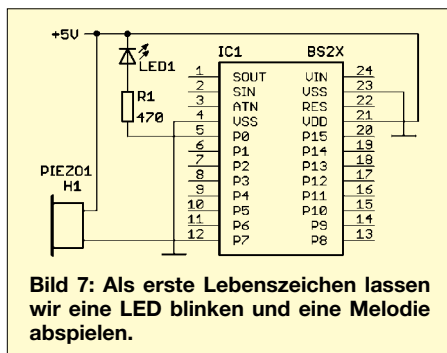 +5V
IC1 BS2X
LED1
R1
470
PIEZO1
H1
1 SOUT VIN 24
2 SIN VSS 23
3 ATN RES 22
4 VSS VDD 21
5 P0 P15 20
6 P1 P14 19
7 P2 P13 18
8 P3 P12 17
9 P4 P11 16
10 P5 P10 15
11 P6 P9 14
12 P7 P8 13
Bild 7: Als erste Lebenszeichen lassen
wir eine LED blinken und eine Melodie
abspielen.